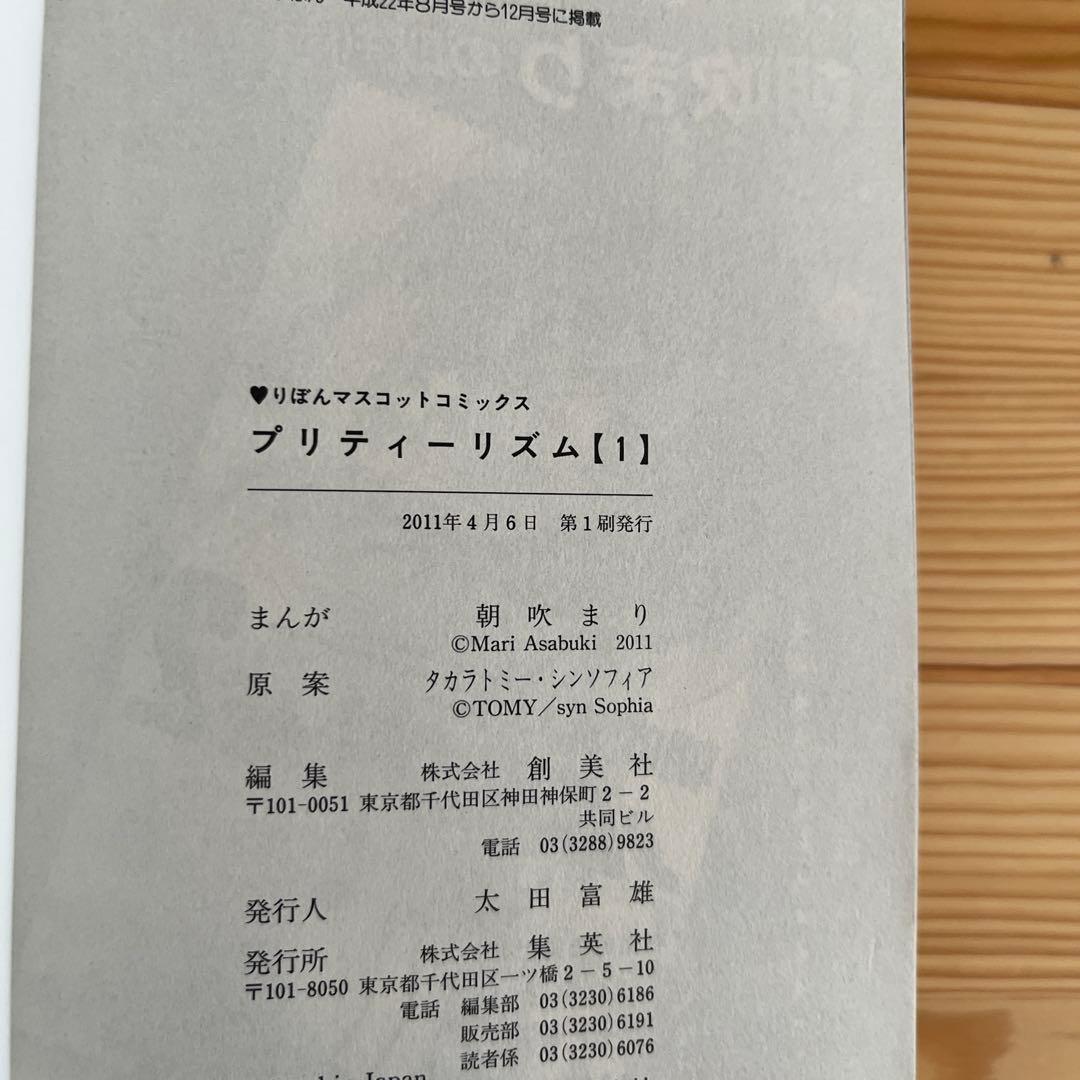 平成22年8月号から12月号に掲載
♥りぼんマスコットコミックス
プリティーリズム【1】
2011年4月6日 第1刷発行
まんが 朝吹まり
©Mari Asabuki 2011
原案 タカラトミー・シンソフィア
©TOMY／syn Sophia
編集 株式会社 創美社
〒101-0051 東京都千代田区神田神保町2－2
共同ビル
電話 03(3288)9823
発行人 太田富雄
発行所 株式会社 集英社
〒101-8050 東京都千代田区一ツ橋2－5－10
電話 編集部 03(3230)6186
販売部 03(3230)6191
読者係 03(3230)6076
Japan